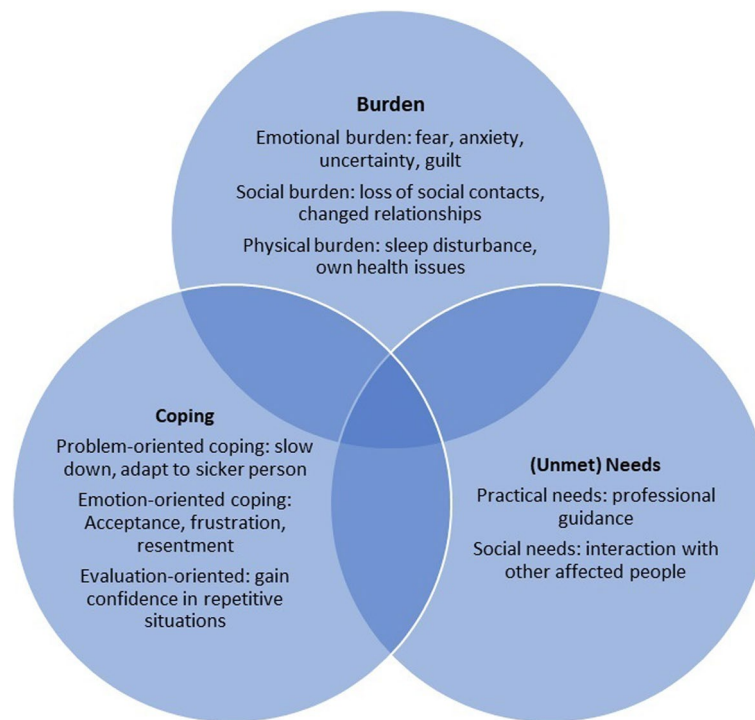 Burden
Emotional burden: fear, anxiety,
uncertainty, guilt
Social burden: loss of social contacts,
changed relationships
Physical burden: sleep disturbance,
own health issues
Coping
Problem-oriented coping: slow
down, adapt to sicker person
Emotion-oriented coping:
Acceptance, frustration,
resentment
Evaluation-oriented: gain
confidence in repetitive
situations
(Unmet) Needs
Practical needs: professional
guidance
Social needs: interaction with
other affected people